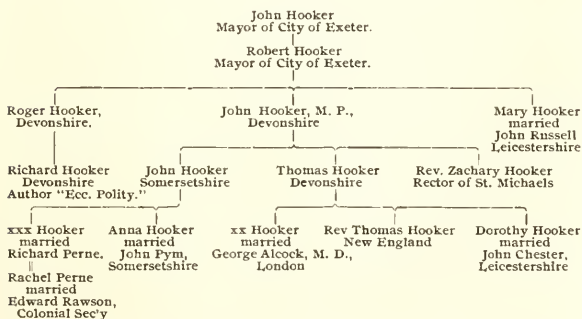 John Hooker
Mayor of City of Exeter.
Robert Hooker
Mayor of City of Exeter.
Roger Hooker,
Devonshire.
John Hooker, M. P.,
Devonshire
Mary Hooker
married
John Russell
Leicestershire
Richard Hooker
Devonshire
Author "Ecc. Polity."
John Hooker
Somersetshire
Thomas Hooker
Devonshire
Rev. Zachary Hooker
Rector of St. Michaels
xxx Hooker
married
Richard Perne.
Rachel Perne
married
Edward Rawson,
Colonial Sec'y
Anna Hooker
married
John Pym,
Somersetshire
xx Hooker
married
George Alcock, M. D.,
London
Rev Thomas Hooker
New England
Dorothy Hooker
married
John Chester,
Leicestershire